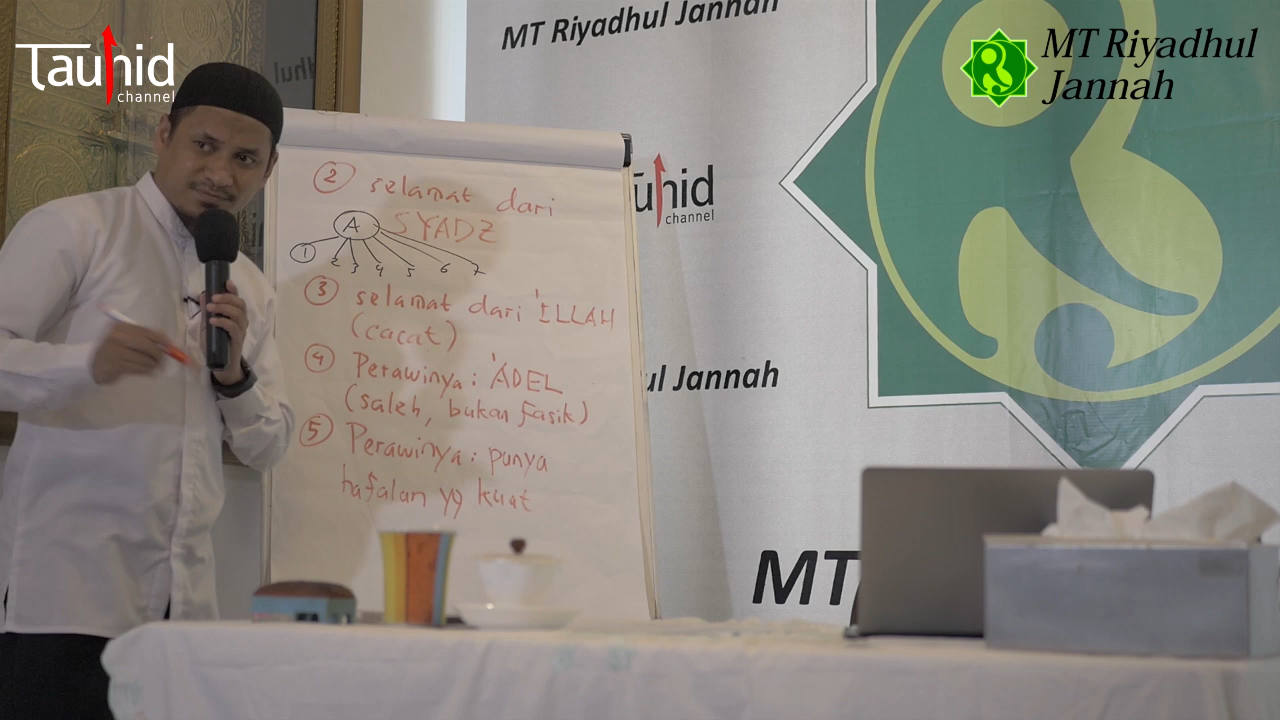 Tauhid
channel
MT Riyadhul
Jannah
MT Riyadhul Jannah
② selamat dari
SYADZ
A
1 2 3 4 5 6 7
③ selamat dari 'ILLAH
(cacat)
④ Perawinya: 'ADEL
(saleh, bukan fasik)
⑤ Perawinya: punya
hafalan yg kuat
auhid
channel
ul Jannah
MT